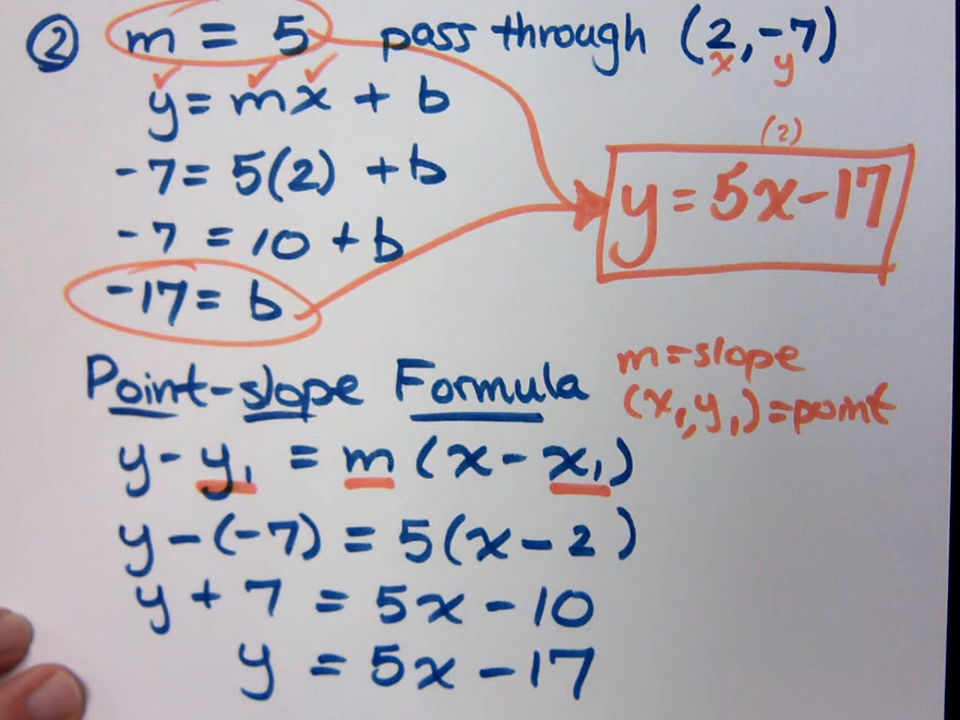 ② m = 5 pass through (2, -7)
x y
y = mx + b
-7 = 5(2) + b
-7 = 10 + b
-17 = b
(2)
y = 5x - 17
Point-slope Formula
m = slope
(x₁, y₁) = point
y - y₁ = m (x - x₁)
y - (-7) = 5(x - 2)
y + 7 = 5x - 10
y = 5x - 17